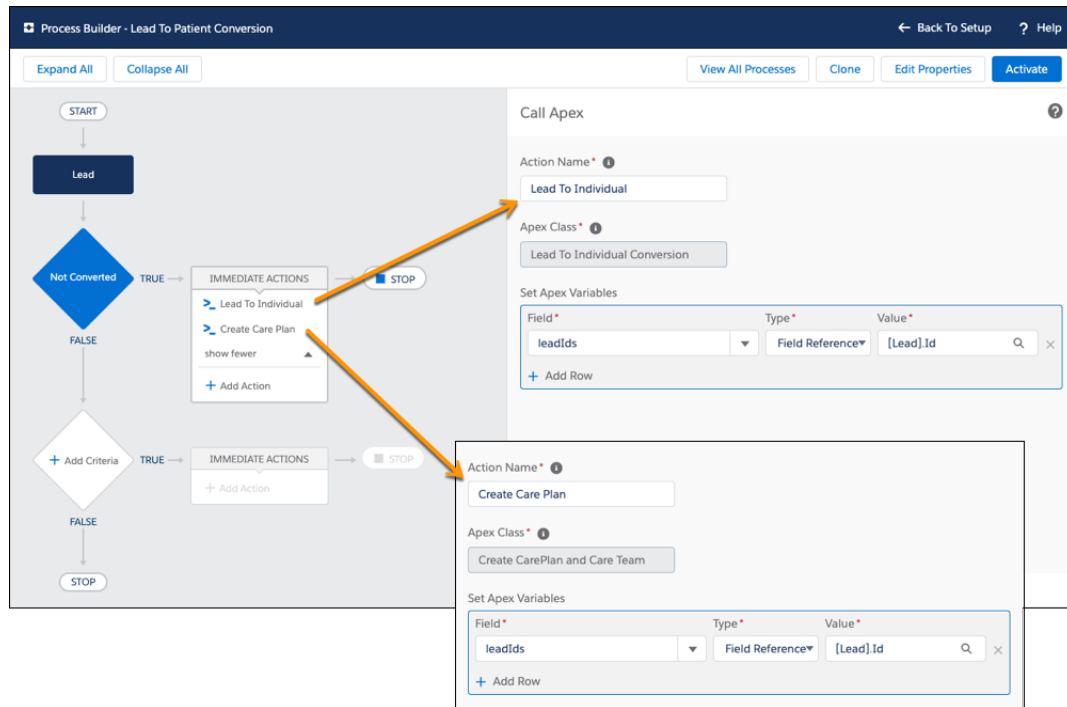 Process Builder - Lead To Patient Conversion
Back To Setup
? Help
Expand All
Collapse All
View All Processes
Clone
Edit Properties
Activate
START
Lead
Not Converted
TRUE
IMMEDIATE ACTIONS
STOP
>_ Lead To Individual
>_ Create Care Plan
show fewer
+ Add Action
FALSE
+ Add Criteria
TRUE
IMMEDIATE ACTIONS
STOP
+ Add Action
FALSE
STOP
Call Apex
?
Action Name*
Lead To Individual
Apex Class*
Lead To Individual Conversion
Set Apex Variables
Field* Type* Value*
leadIds Field Reference [Lead].Id
+ Add Row
Action Name*
Create Care Plan
Apex Class*
Create CarePlan and Care Team
Set Apex Variables
Field* Type* Value*
leadIds Field Reference [Lead].Id
+ Add Row